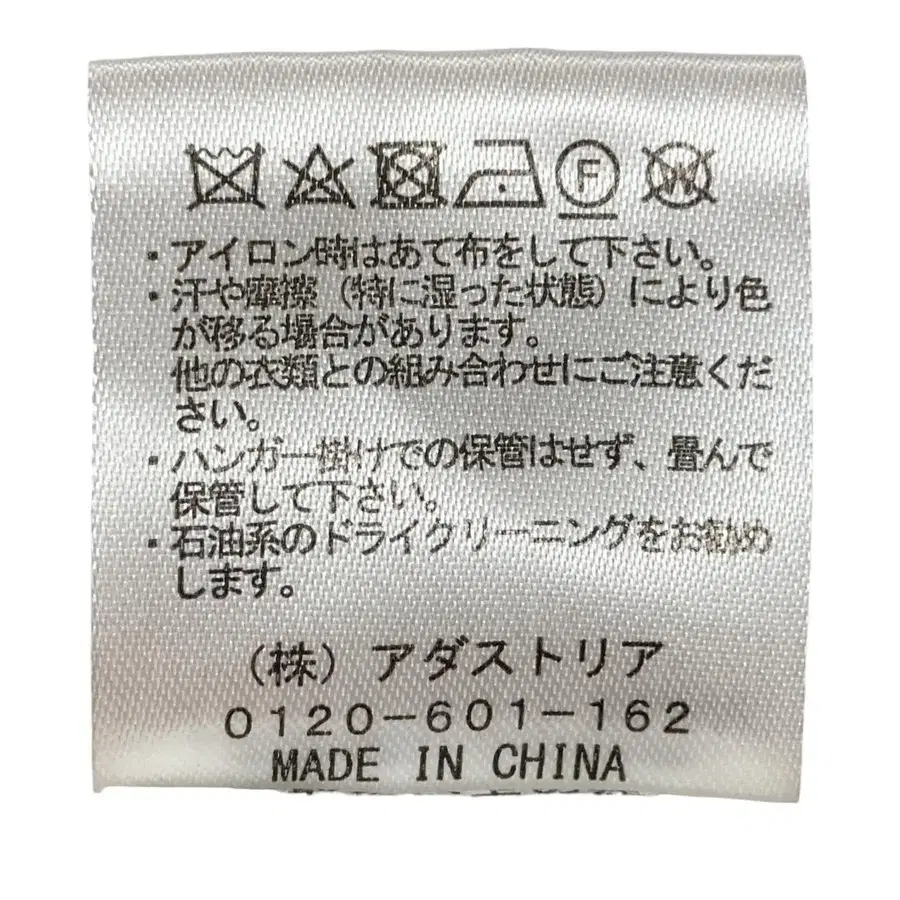 F W
・アイロン時はあて布をして下さい。
・汗や摩擦（特に湿った状態）により色
が移る場合があります。
他の衣類との組み合わせにご注意くだ
さい。
・ハンガー掛けでの保管はせず、畳んで
保管して下さい。
・石油系のドライクリーニングをお勧め
します。
（株）アダストリア
0120-601-162
MADE IN CHINA